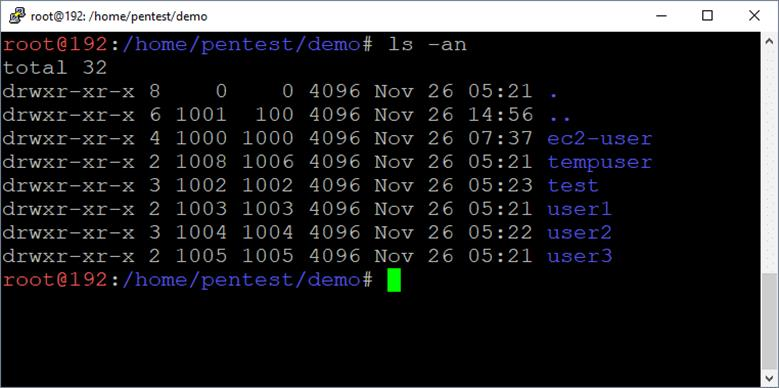 root@192: /home/pentest/demo
root@192:/home/pentest/demo# ls -an
total 32
drwxr-xr-x 8    0    0 4096 Nov 26 05:21 .
drwxr-xr-x 6 1001  100 4096 Nov 26 14:56 ..
drwxr-xr-x 4 1000 1000 4096 Nov 26 07:37 ec2-user
drwxr-xr-x 2 1008 1006 4096 Nov 26 05:21 tempuser
drwxr-xr-x 3 1002 1002 4096 Nov 26 05:23 test
drwxr-xr-x 2 1003 1003 4096 Nov 26 05:21 user1
drwxr-xr-x 3 1004 1004 4096 Nov 26 05:22 user2
drwxr-xr-x 2 1005 1005 4096 Nov 26 05:21 user3
root@192:/home/pentest/demo#